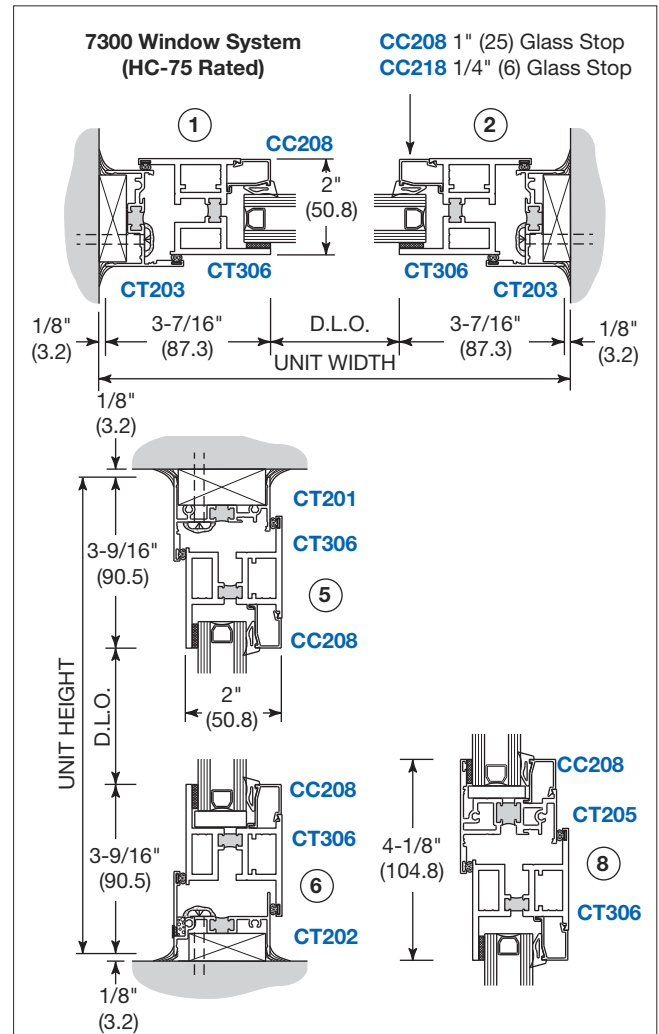 7300 Window System
(HC-75 Rated)
CC208 1" (25) Glass Stop
CC218 1/4" (6) Glass Stop
1
2
CC208
2"
(50.8)
CT306
CT306
CT203
CT203
1/8"
(3.2)
3-7/16"
(87.3)
D.L.O.
3-7/16"
(87.3)
1/8"
(3.2)
UNIT WIDTH
1/8"
(3.2)
CT201
CT306
3-9/16"
(90.5)
5
CC208
UNIT HEIGHT
D.L.O.
2"
(50.8)
CC208
CT306
3-9/16"
(90.5)
6
CT202
1/8"
(3.2)
CC208
CT205
4-1/8"
(104.8)
8
CT306